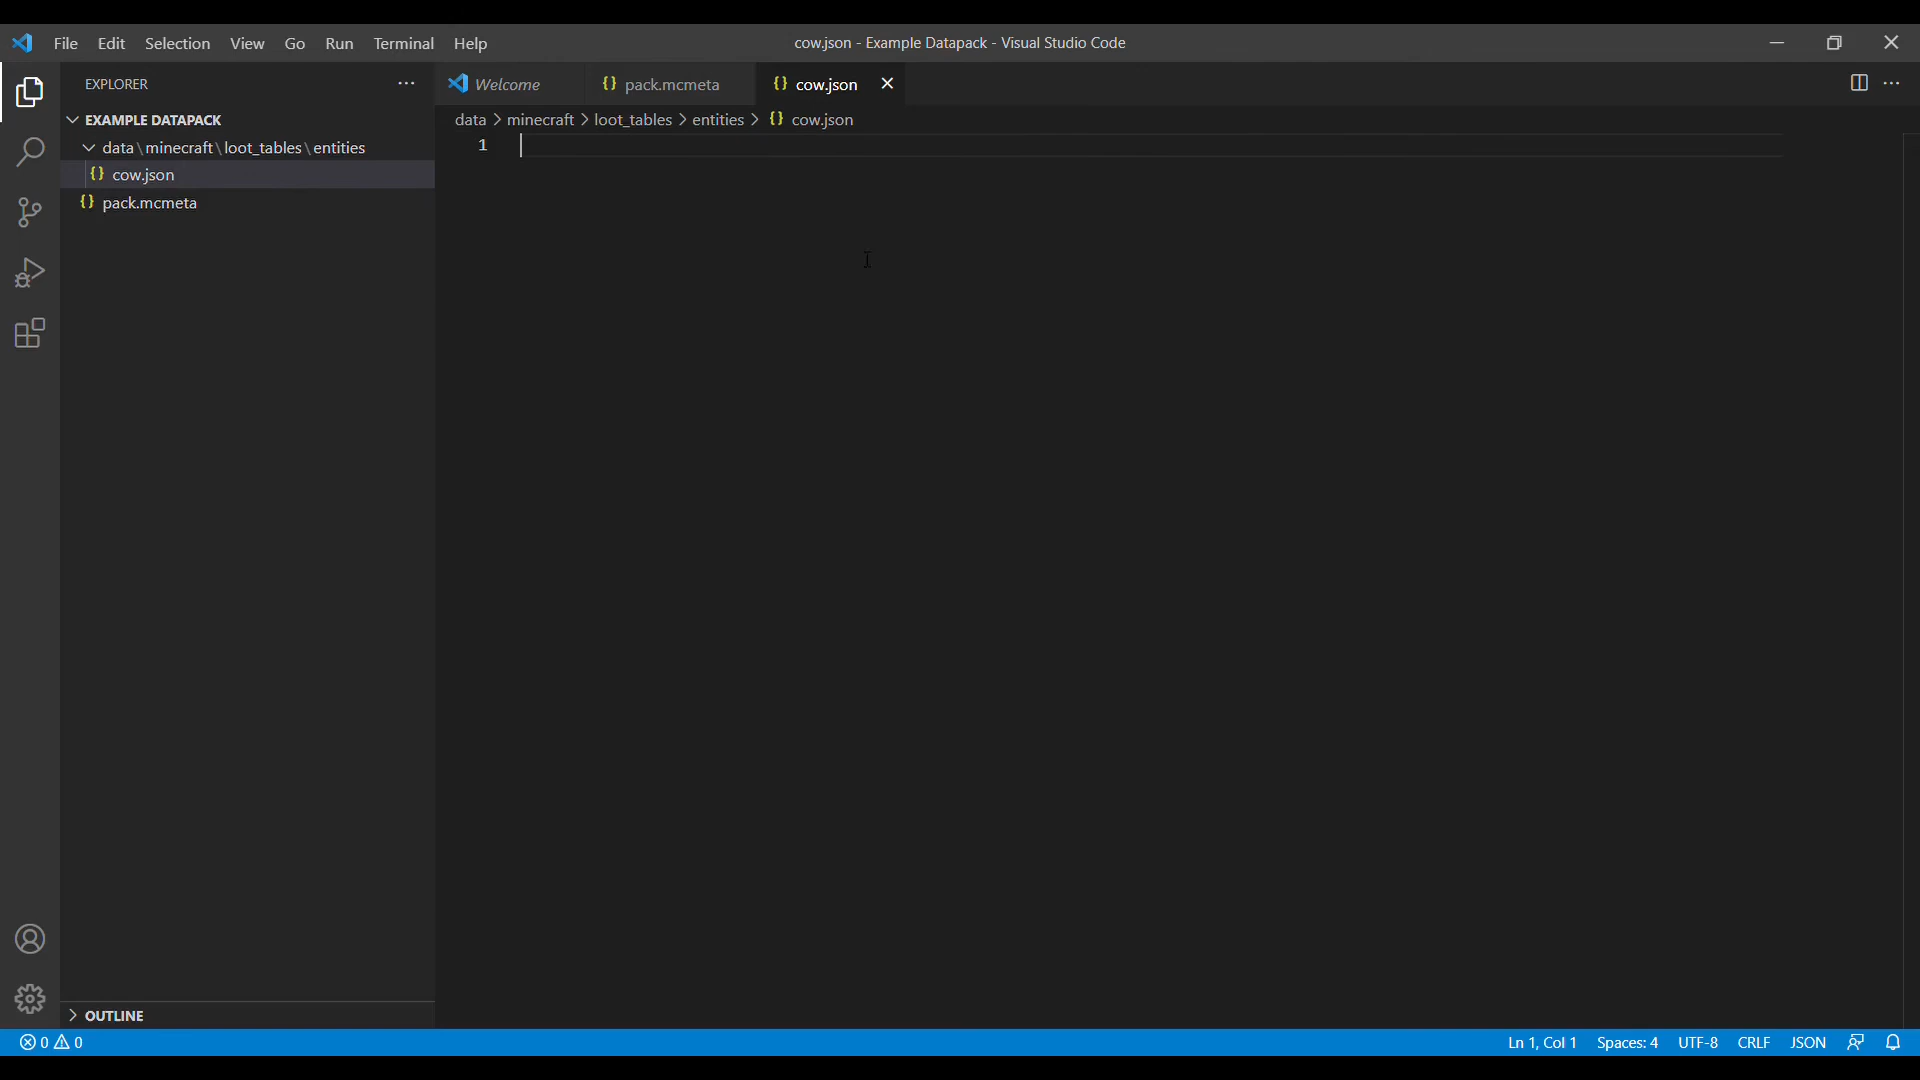 File Edit Selection View Go Run Terminal Help cow.json - Example Datapack - Visual Studio Code
EXPLORER
Welcome {} pack.mcmeta {} cow.json
EXAMPLE DATAPACK
data > minecraft > loot_tables > entities > {} cow.json
data\minecraft\loot_tables\entities
1
{} cow.json
{} pack.mcmeta
OUTLINE
0 0 Ln 1, Col 1 Spaces: 4 UTF-8 CRLF JSON